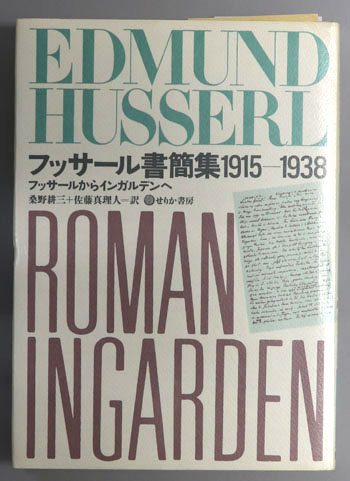 EDMUND
HUSSERL
フッサール書簡集1915—1938
フッサールからインガルデンへ
桑野耕三+佐藤真理人=訳 せりか書房
ROMAN
INGARDEN